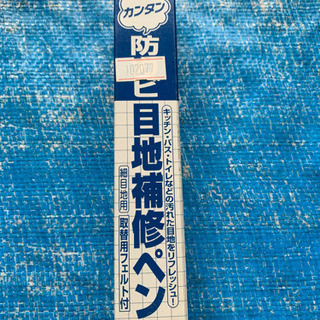 カンタン
防 ビ
目地補修ペン
キッチン・バス・トイレなどの汚れた目地をリフレッシュ!
細目地用
取替用フェルト付